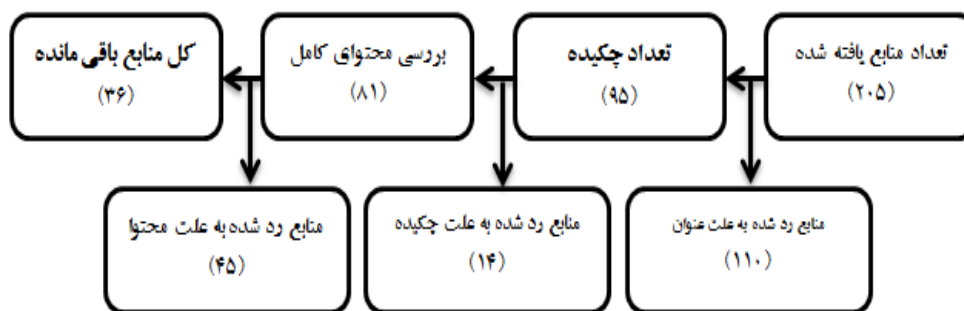 تعداد منابع یافته شده
(۲۰۵)
تعداد چکیده
(۹۵)
بررسی محتوای کامل
(۸۱)
کل منابع باقی مانده
(۳۶)
منابع رد شده به علت عنوان
(۱۱۰)
منابع رد شده به علت چکیده
(۱۴)
منابع رد شده به علت محتوا
(۴۵)